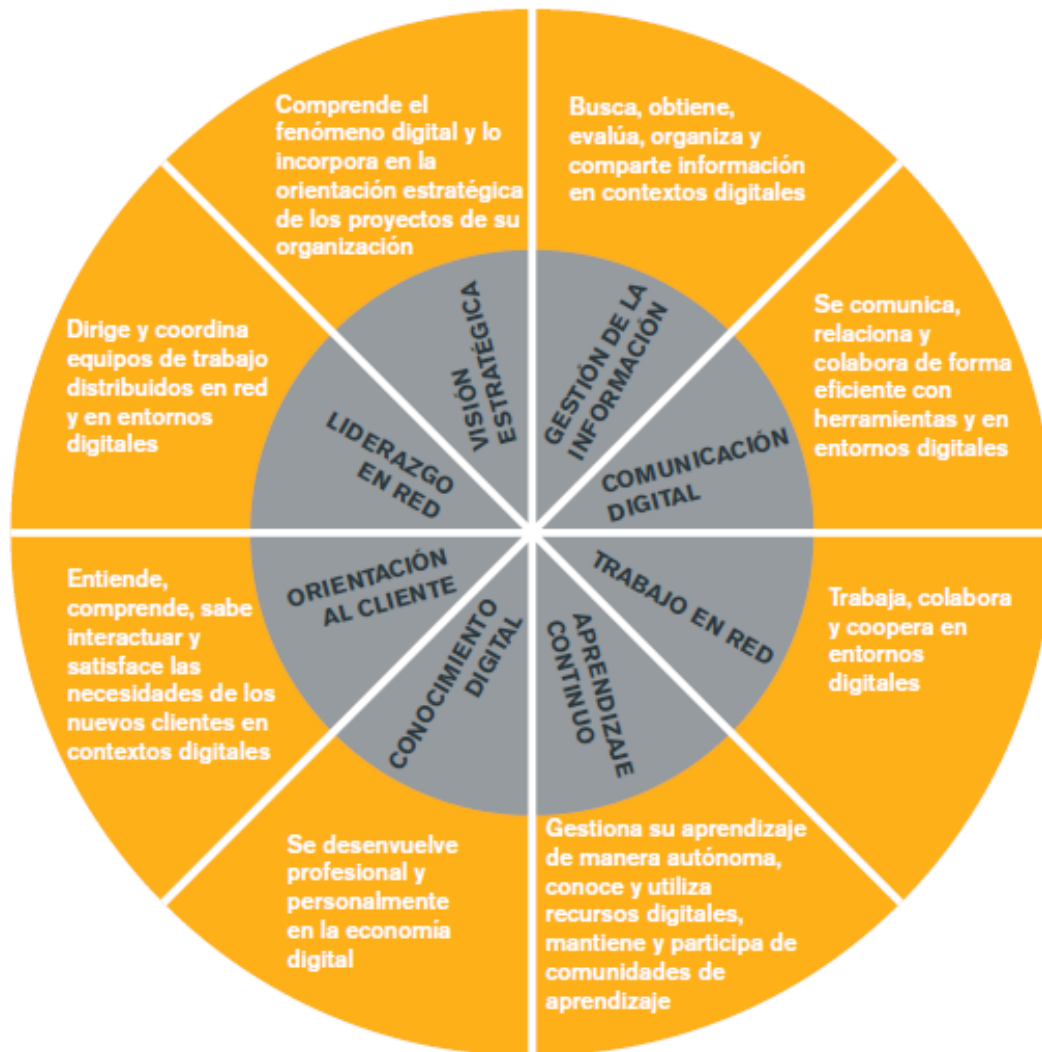 Comprende el
fenómeno digital y lo
incorpora en la
orientación estratégica
de los proyectos de su
organización
VISIÓN
ESTRATÉGICA
Busca, obtiene,
evalúa, organiza y
comparte información
en contextos digitales
GESTIÓN DE LA
INFORMACIÓN
Se comunica,
relaciona y
colabora de forma
eficiente con
herramientas y en
entornos digitales
COMUNICACIÓN
DIGITAL
Trabaja, colabora
y coopera en
entornos
digitales
TRABAJO EN RED
Gestiona su aprendizaje
de manera autónoma,
conoce y utiliza
recursos digitales,
mantiene y participa de
comunidades de
aprendizaje
APRENDIZAJE
CONTINUO
Se desenvuelve
profesional y
personalmente
en la economía
digital
CONOCIMIENTO
DIGITAL
Entiende,
comprende, sabe
interactuar y
satisface las
necesidades de los
nuevos clientes en
contextos digitales
ORIENTACIÓN
AL CLIENTE
Dirige y coordina
equipos de trabajo
distribuidos en red
y en entornos
digitales
LIDERAZGO
EN RED